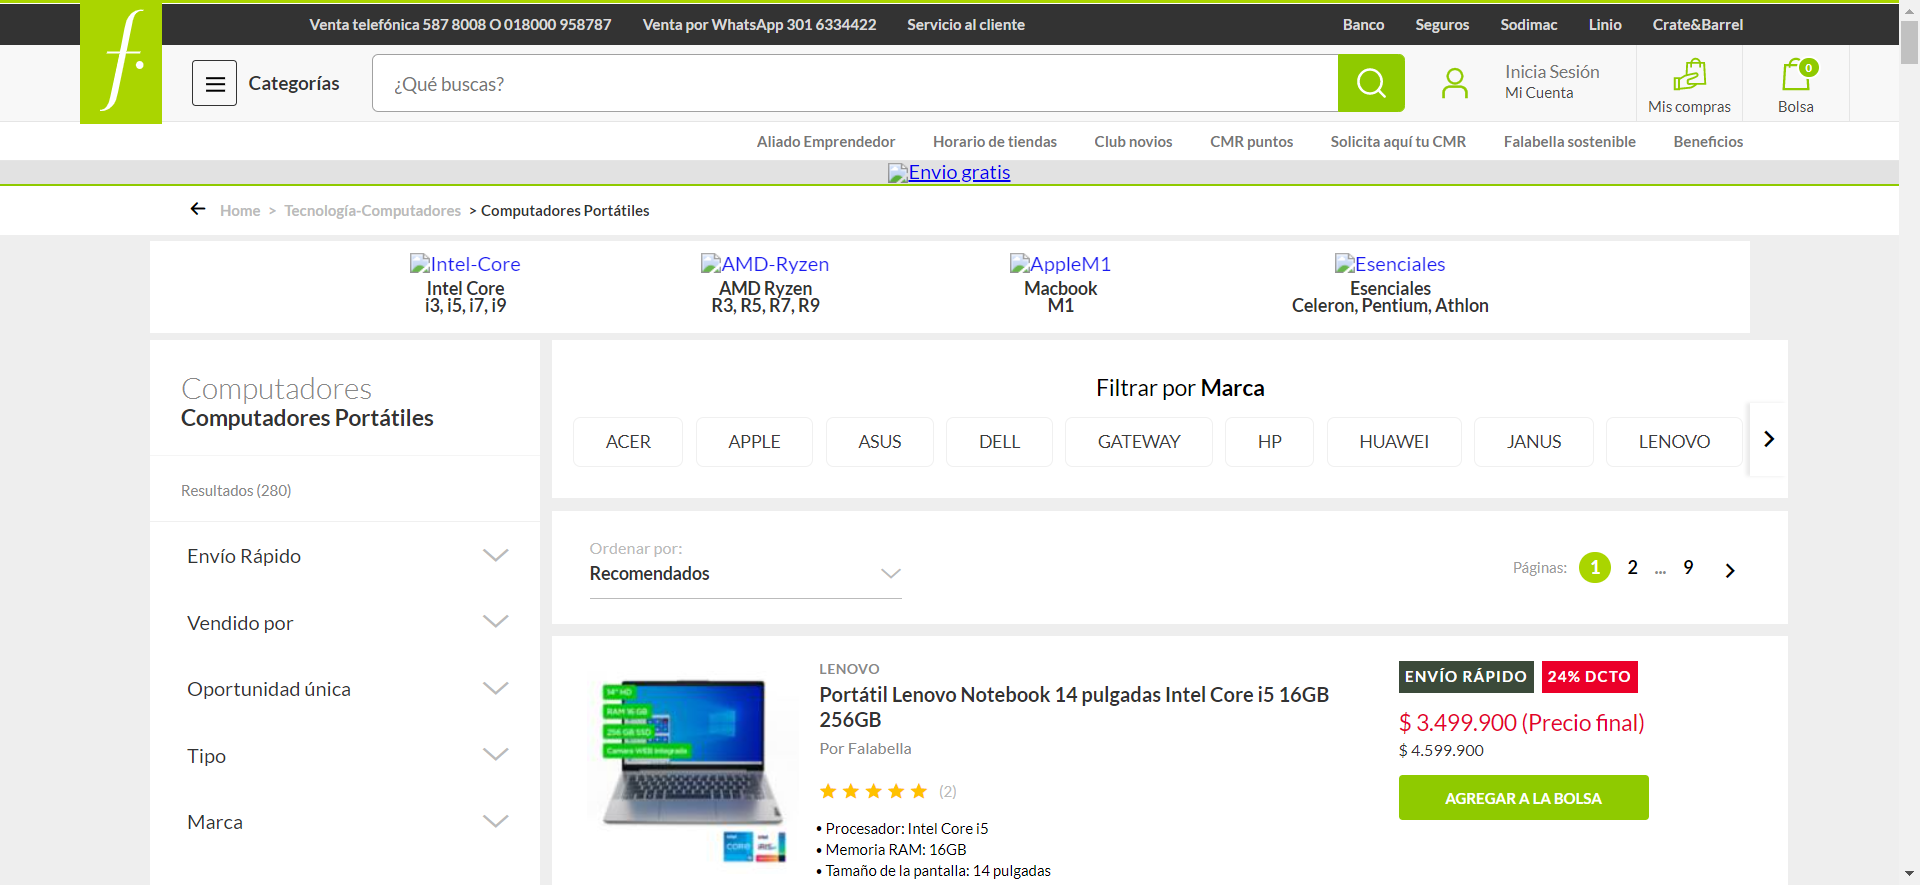 Venta telefónica 587 8008 O 018000 958787 Venta por WhatsApp 301 6334422 Servicio al cliente Banco Seguros Sodimac Linio Crate&Barrel
f.
Categorías
¿Qué buscas?
Inicia Sesión
Mi Cuenta
Mis compras
0
Bolsa
Aliado Emprendedor Horario de tiendas Club novios CMR puntos Solicita aquí tu CMR Falabella sostenible Beneficios
Envio gratis
Home > Tecnología-Computadores > Computadores Portátiles
Intel-Core AMD-Ryzen AppleM1 Esenciales
Intel Core AMD Ryzen Macbook Esenciales
i3, i5, i7, i9 R3, R5, R7, R9 M1 Celeron, Pentium, Athlon
Computadores
Computadores Portátiles
Resultados (280)
Envío Rápido
Vendido por
Oportunidad única
Tipo
Marca
Filtrar por Marca
ACER APPLE ASUS DELL GATEWAY HP HUAWEI JANUS LENOVO
Ordenar por:
Recomendados
Páginas: 1 2 ... 9
14" HD
RAM 16 GB
256 GB SSD
Camara WEB integrada
CORE
LENOVO
Portátil Lenovo Notebook 14 pulgadas Intel Core i5 16GB
256GB
Por Falabella
(2)
• Procesador: Intel Core i5
• Memoria RAM: 16GB
• Tamaño de la pantalla: 14 pulgadas
ENVÍO RÁPIDO 24% DCTO
$ 3.499.900 (Precio final)
$ 4.599.900
AGREGAR A LA BOLSA